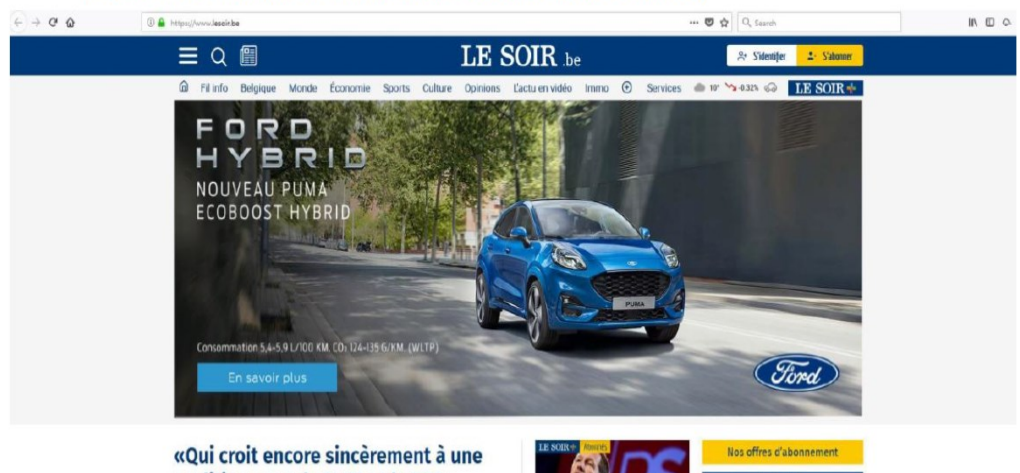 https://www.lesoir.be
Search
LE SOIR .be
S'identifier
S'abonner
Fil info Belgique Monde Économie Sports Culture Opinions L'actu en vidéo Immo Services 10° -0.32% LE SOIR+
FORD
HYBRID
NOUVEAU PUMA
ECOBOOST HYBRID
PUMA
Consommation 5,4-5,9 L/100 KM. CO₂ 124-135 G/KM. (WLTP)
En savoir plus
Ford
«Qui croit encore sincèrement à une
LE SOIR+
PS
Nos offres d'abonnement